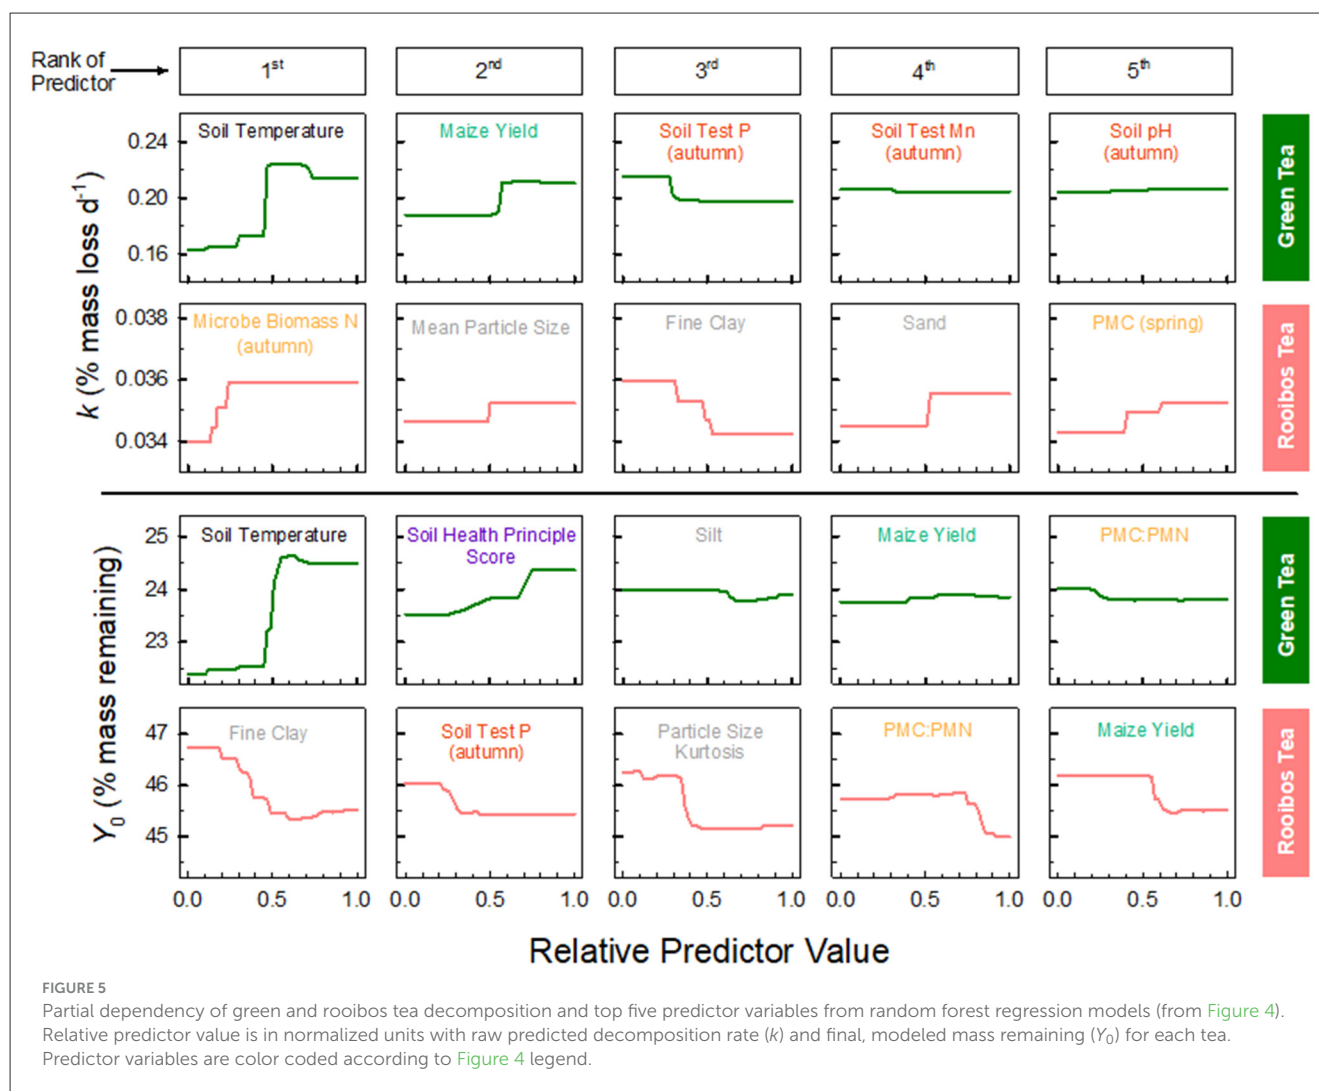 Rank of
Predictor
1st
2nd
3rd
4th
5th
k (% mass loss d-1)
0.24
0.20
0.16
Soil Temperature
Maize Yield
Soil Test P
(autumn)
Soil Test Mn
(autumn)
Soil pH
(autumn)
Green Tea
0.038
0.036
0.034
Microbe Biomass N
(autumn)
Mean Particle Size
Fine Clay
Sand
PMC (spring)
Rooibos Tea
Y0 (% mass remaining)
25
24
23
Soil Temperature
Soil Health Principle
Score
Silt
Maize Yield
PMC:PMN
Green Tea
47
46
45
Fine Clay
Soil Test P
(autumn)
Particle Size
Kurtosis
PMC:PMN
Maize Yield
Rooibos Tea
0.0 0.5 1.0 0.0 0.5 1.0 0.0 0.5 1.0 0.0 0.5 1.0 0.0 0.5 1.0
Relative Predictor Value
FIGURE 5
Partial dependency of green and rooibos tea decomposition and top five predictor variables from random forest regression models (from Figure 4).
Relative predictor value is in normalized units with raw predicted decomposition rate (k) and final, modeled mass remaining (Y0) for each tea.
Predictor variables are color coded according to Figure 4 legend.